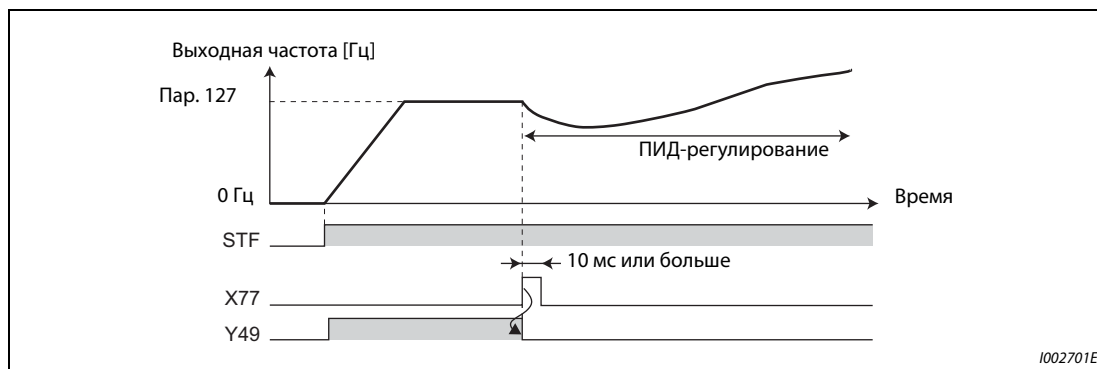 Выходная частота [Гц]
Пар. 127
ПИД-регулирование
0 Гц
Время
STF
10 мс или больше
X77
Y49
I002701E